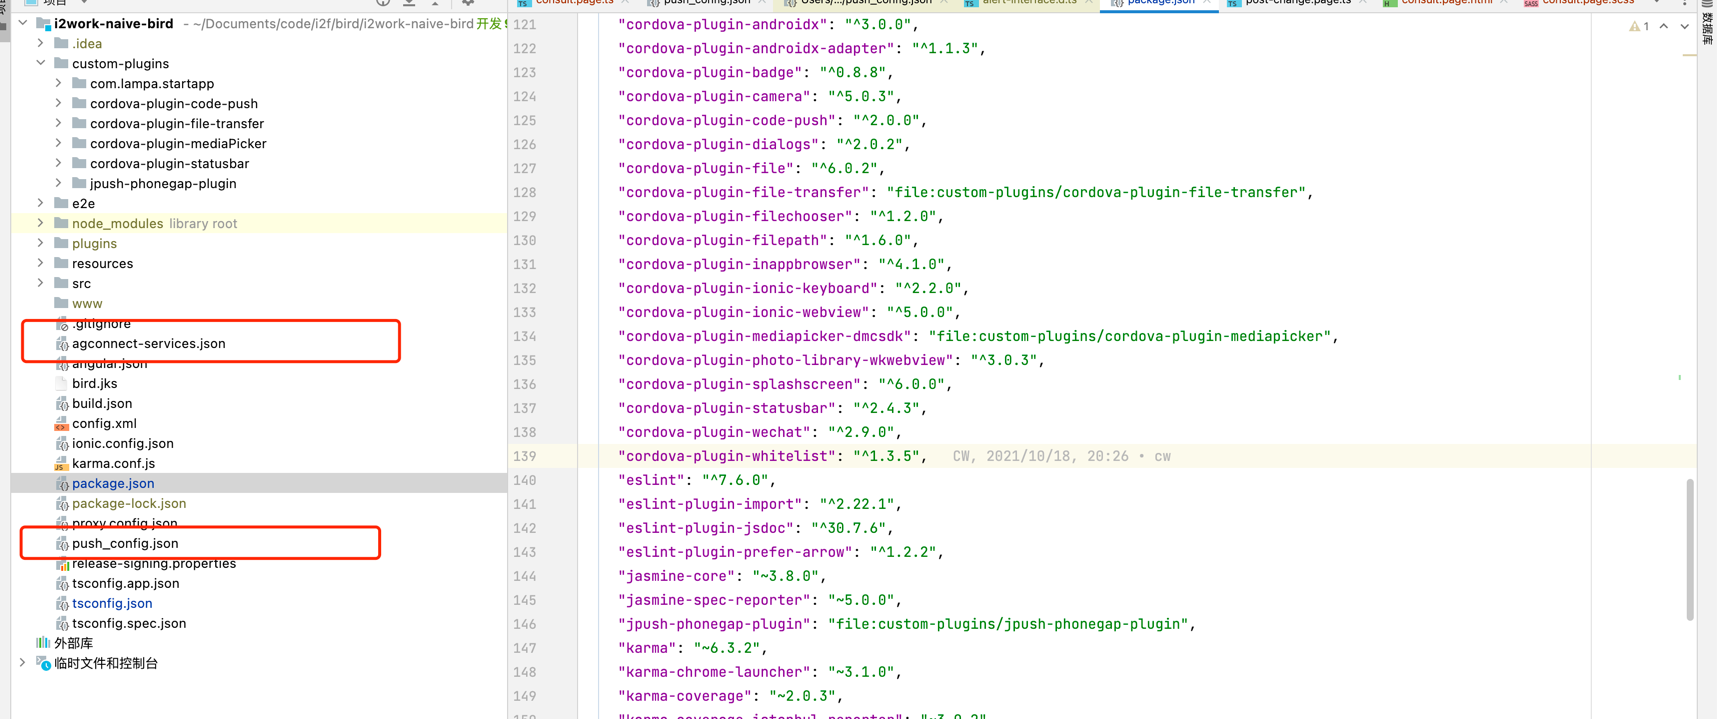 项目
consult.page.ts
push_config.json
Users/.../push_config.json
alert-interface.d.ts
package.json
post-change.page.ts
consult.page.html
consult.page.scss
i2work-naive-bird - ~/Documents/code/i2f/bird/i2work-naive-bird 开发
.idea
custom-plugins
com.lampa.startapp
cordova-plugin-code-push
cordova-plugin-file-transfer
cordova-plugin-mediaPicker
cordova-plugin-statusbar
jpush-phonegap-plugin
e2e
node_modules library root
plugins
resources
src
www
.gitignore
agconnect-services.json
angular.json
bird.jks
build.json
config.xml
ionic.config.json
karma.conf.js
package.json
package-lock.json
proxy.config.json
push_config.json
release-signing.properties
tsconfig.app.json
tsconfig.json
tsconfig.spec.json
外部库
临时文件和控制台
121 "cordova-plugin-androidx": "^3.0.0",
122 "cordova-plugin-androidx-adapter": "^1.1.3",
123 "cordova-plugin-badge": "^0.8.8",
124 "cordova-plugin-camera": "^5.0.3",
125 "cordova-plugin-code-push": "^2.0.0",
126 "cordova-plugin-dialogs": "^2.0.2",
127 "cordova-plugin-file": "^6.0.2",
128 "cordova-plugin-file-transfer": "file:custom-plugins/cordova-plugin-file-transfer",
129 "cordova-plugin-filechooser": "^1.2.0",
130 "cordova-plugin-filepath": "^1.6.0",
131 "cordova-plugin-inappbrowser": "^4.1.0",
132 "cordova-plugin-ionic-keyboard": "^2.2.0",
133 "cordova-plugin-ionic-webview": "^5.0.0",
134 "cordova-plugin-mediapicker-dmcsdk": "file:custom-plugins/cordova-plugin-mediapicker",
135 "cordova-plugin-photo-library-wkwebview": "^3.0.3",
136 "cordova-plugin-splashscreen": "^6.0.0",
137 "cordova-plugin-statusbar": "^2.4.3",
138 "cordova-plugin-wechat": "^2.9.0",
139 "cordova-plugin-whitelist": "^1.3.5", CW, 2021/10/18, 20:26 • cw
140 "eslint": "^7.6.0",
141 "eslint-plugin-import": "^2.22.1",
142 "eslint-plugin-jsdoc": "^30.7.6",
143 "eslint-plugin-prefer-arrow": "^1.2.2",
144 "jasmine-core": "~3.8.0",
145 "jasmine-spec-reporter": "~5.0.0",
146 "jpush-phonegap-plugin": "file:custom-plugins/jpush-phonegap-plugin",
147 "karma": "~6.3.2",
148 "karma-chrome-launcher": "~3.1.0",
149 "karma-coverage": "~2.0.3",
150 "karma-coverage-istanbul-reporter": "~3.0.2"
1
数据库